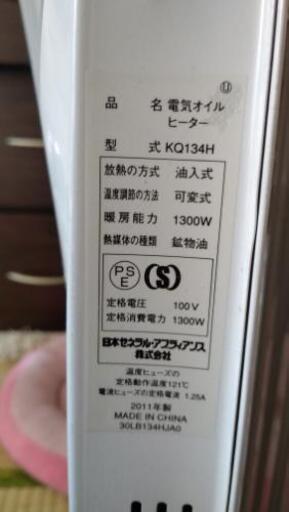 品 名 電気オイル
ヒーター
型 式 KQ134H
放熱の方式 油入式
温度調節の方法 可変式
暖房能力 1300W
熱媒体の種類 鉱物油
PS
E
S
定格電圧 100V
定格消費電力 1300W
日本ゼネラル・アプライアンス
株式会社
温度ヒューズの
定格動作温度121℃
電流ヒューズの定格電流 1.25A
2011年製
MADE IN CHINA
30LB134HJA0